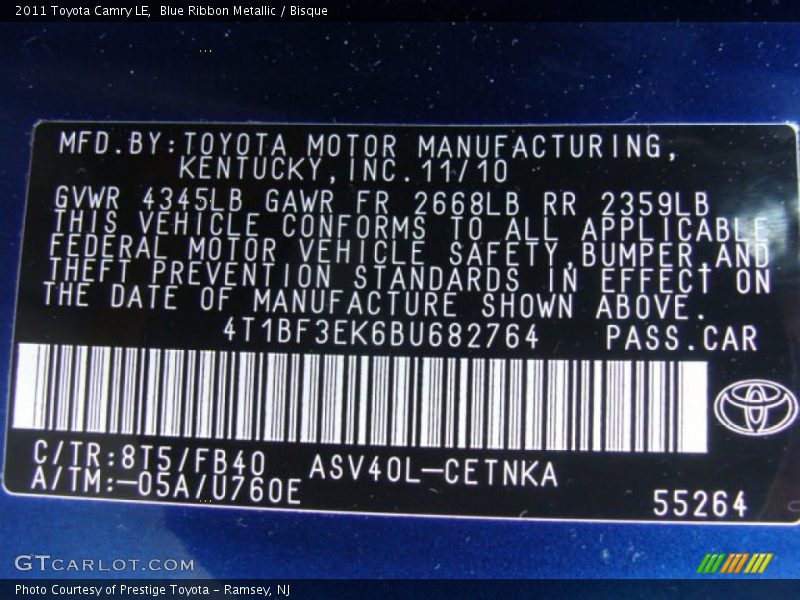 2011 Toyota Camry LE,  Blue Ribbon Metallic / Bisque
MFD.BY:TOYOTA MOTOR MANUFACTURING,
KENTUCKY,INC.11/10
GVWR 4345LB GAWR FR 2668LB RR 2359LB
THIS VEHICLE CONFORMS TO ALL APPLICABLE
FEDERAL MOTOR VEHICLE SAFETY,BUMPER,AND
THEFT PREVENTION STANDARDS IN EFFECT ON
THE DATE OF MANUFACTURE SHOWN ABOVE.
4T1BF3EK6BU682764 PASS.CAR
C/TR:8T5/FB40 ASV40L-CETNKA
A/TM:-05A/U760E
55264
GTCARLOT.COM
Photo Courtesy of Prestige Toyota - Ramsey, NJ